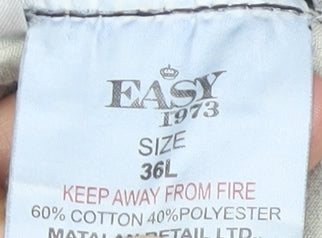 EASY
1973
SIZE
36L
KEEP AWAY FROM FIRE
60% COTTON 40%POLYESTER
MATALAN RETAIL LTD.,